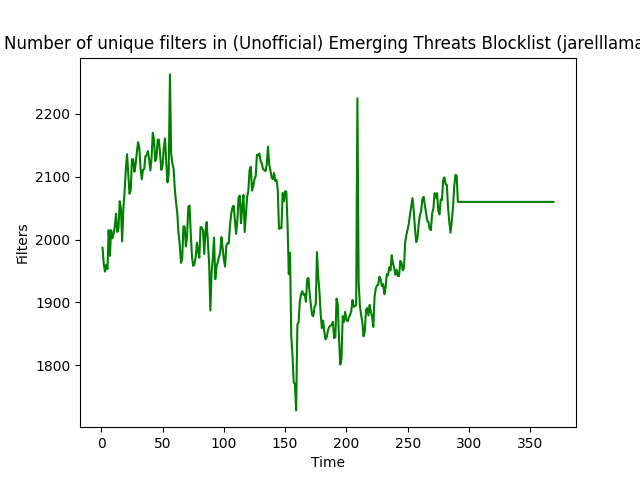 Number of unique filters in (Unofficial) Emerging Threats Blocklist (jarelllama
Filters
2200
2100
2000
1900
1800
0 50 100 150 200 250 300 350
Time